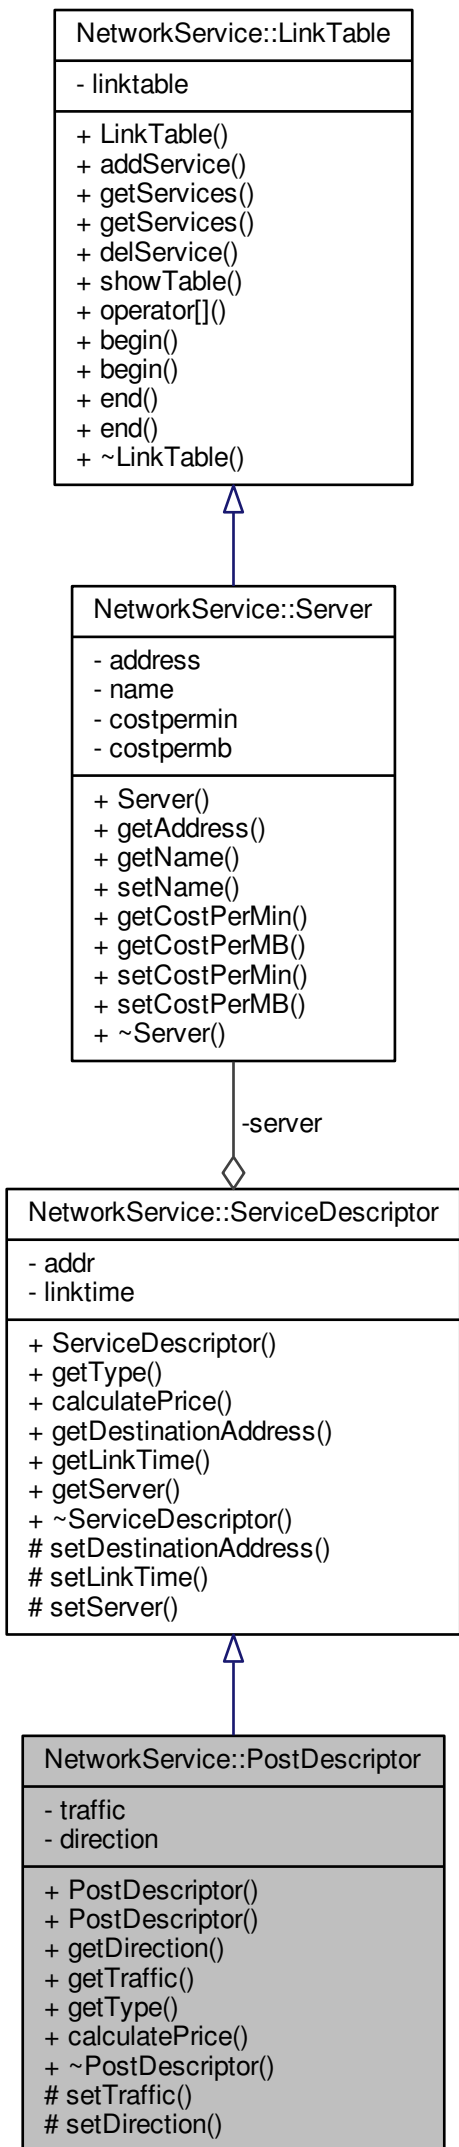 NetworkService::LinkTable
- linktable
+ LinkTable()
+ addService()
+ getServices()
+ getServices()
+ delService()
+ showTable()
+ operator[]()
+ begin()
+ begin()
+ end()
+ end()
+ ~LinkTable()
NetworkService::Server
- address
- name
- costpermin
- costpermb
+ Server()
+ getAddress()
+ getName()
+ setName()
+ getCostPerMin()
+ getCostPerMB()
+ setCostPerMin()
+ setCostPerMB()
+ ~Server()
-server
NetworkService::ServiceDescriptor
- addr
- linktime
+ ServiceDescriptor()
+ getType()
+ calculatePrice()
+ getDestinationAddress()
+ getLinkTime()
+ getServer()
+ ~ServiceDescriptor()
# setDestinationAddress()
# setLinkTime()
# setServer()
NetworkService::PostDescriptor
- traffic
- direction
+ PostDescriptor()
+ PostDescriptor()
+ getDirection()
+ getTraffic()
+ getType()
+ calculatePrice()
+ ~PostDescriptor()
# setTraffic()
# setDirection()